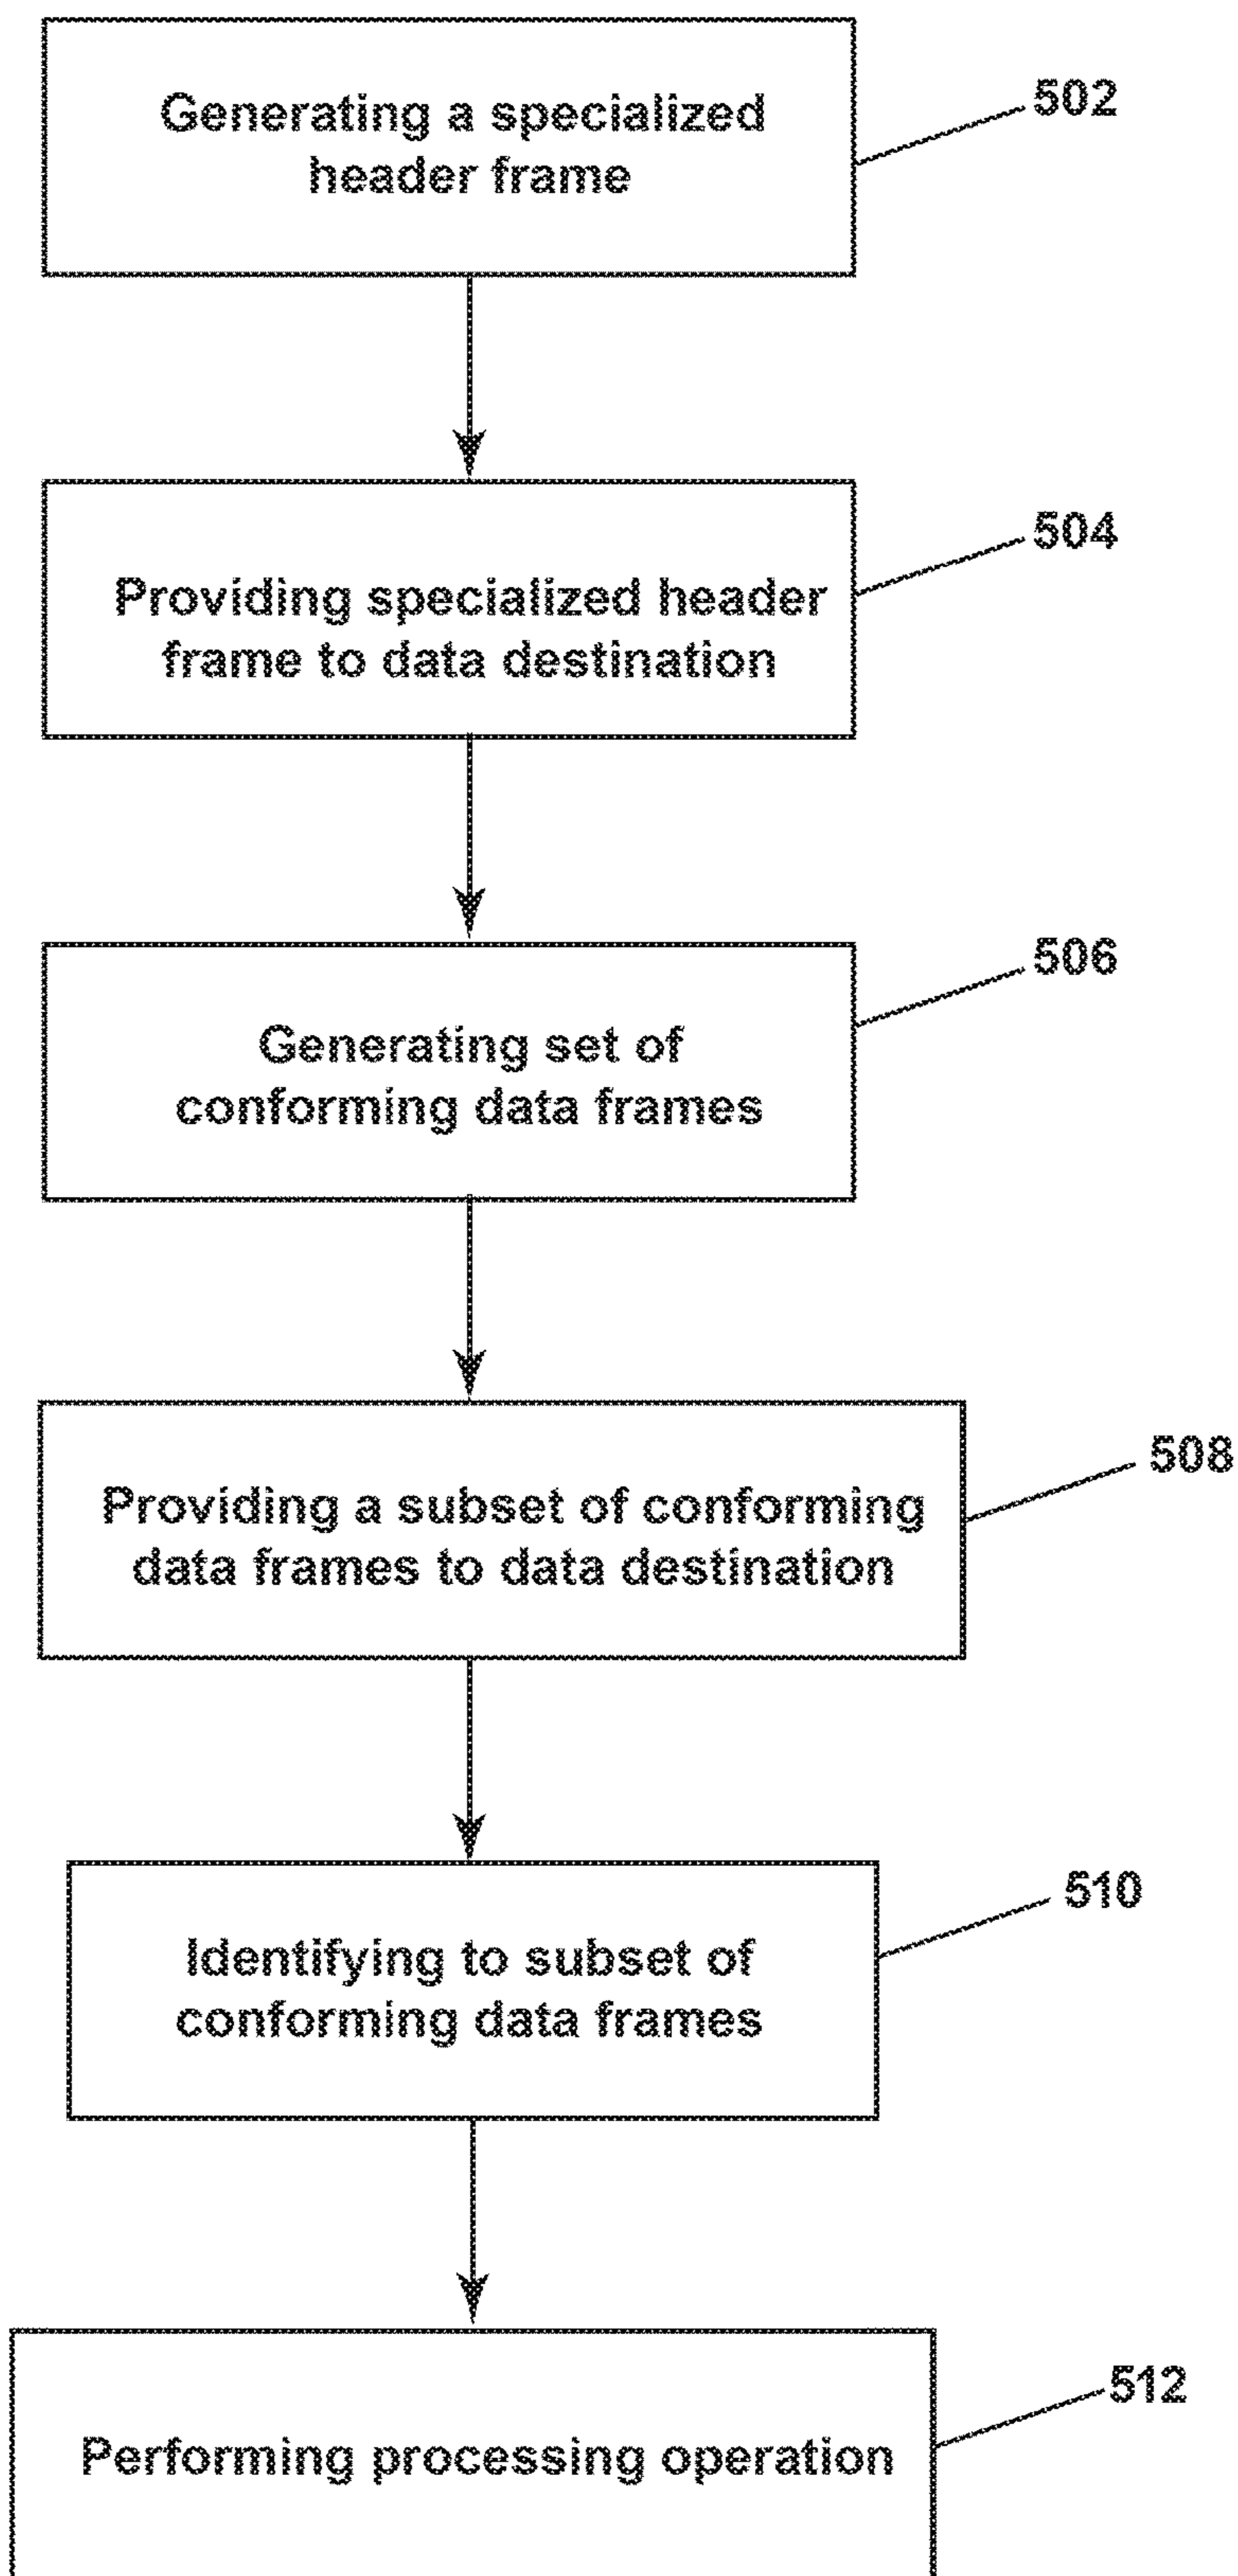 Generating a specialized
header frame
502
Providing specialized header
frame to data destination
504
Generating set of
conforming data frames
506
Providing a subset of conforming
data frames to data destination
508
Identifying to subset of
conforming data frames
510
Performing processing operation
512